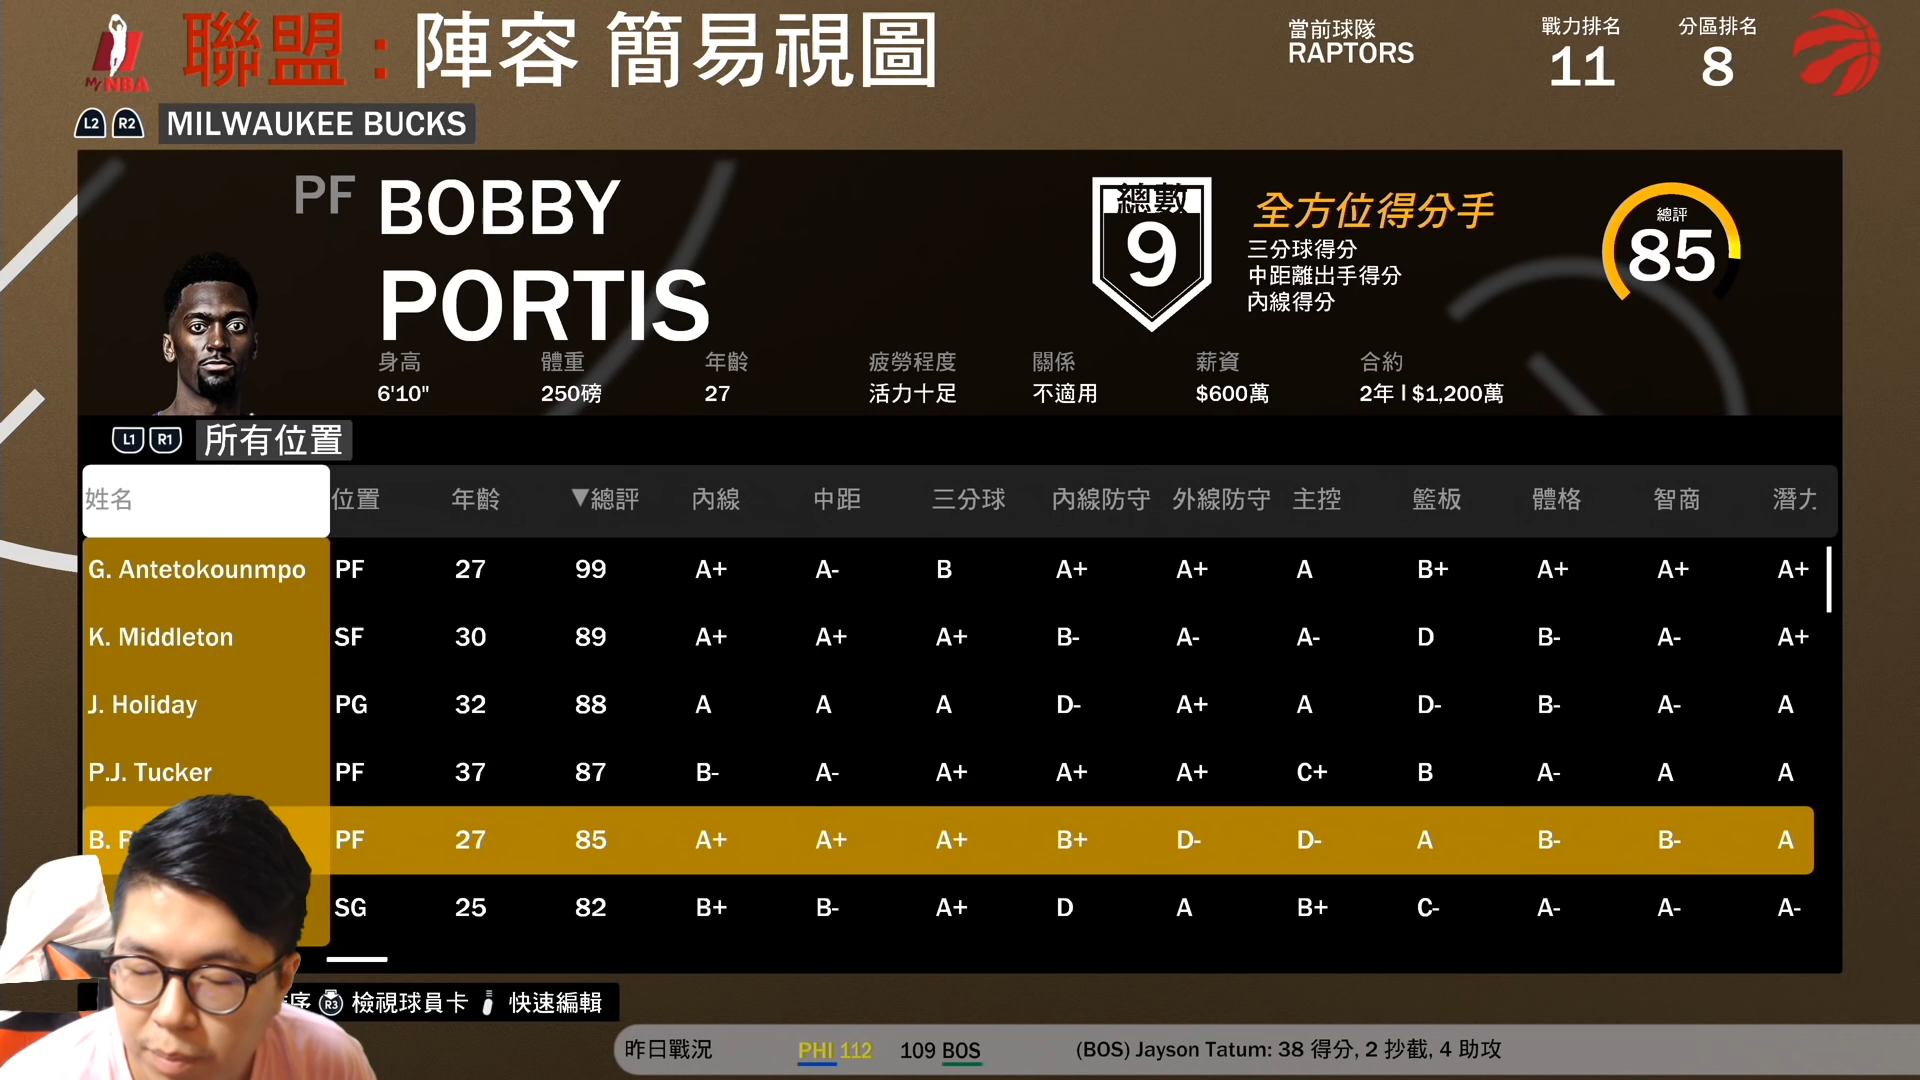 My NBA
聯盟 : 陣容 簡易視圖
當前球隊
RAPTORS
戰力排名
11
分區排名
8
L2 R2 MILWAUKEE BUCKS
PF BOBBY
PORTIS
總數
9
全方位得分手
三分球得分
中距離出手得分
內線得分
總評
85
身高 體重 年齡 疲勞程度 關係 薪資 合約
6'10" 250磅 27 活力十足 不適用 $600萬 2年 | $1,200萬
L1 R1 所有位置
姓名 位置 年齡 ▼總評 內線 中距 三分球 內線防守 外線防守 主控 籃板 體格 智商 潛力
G. Antetokounmpo PF 27 99 A+ A- B A+ A+ A B+ A+ A+ A+
K. Middleton SF 30 89 A+ A+ A+ B- A- A- D B- A- A+
J. Holiday PG 32 88 A A A D- A+ A D- B- A- A
P.J. Tucker PF 37 87 B- A- A+ A+ A+ C+ B A- A A
B. PF 27 85 A+ A+ A+ B+ D- D- A B- B- A
SG 25 82 B+ B- A+ D A B+ C- A- A- A-
序 R3 檢視球員卡 快速編輯
昨日戰況 PHI 112 109 BOS (BOS) Jayson Tatum: 38 得分, 2 抄截, 4 助攻